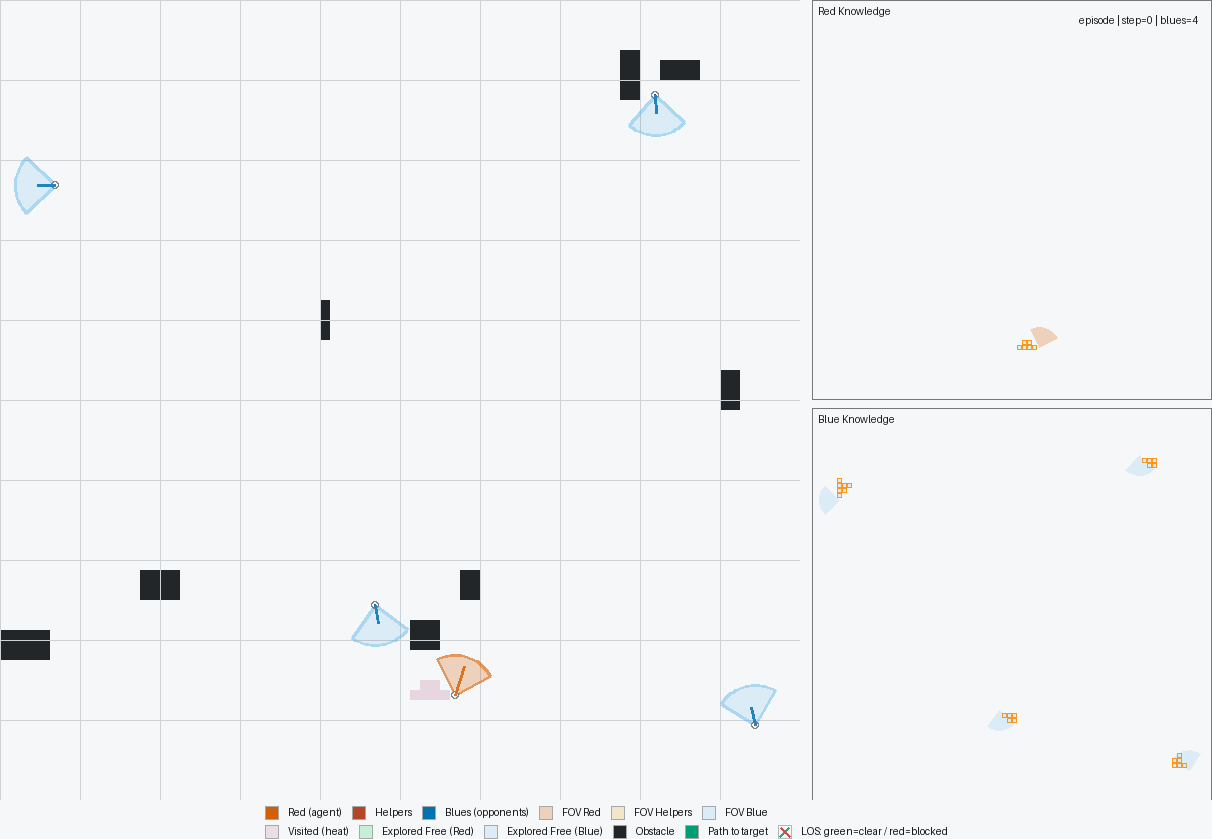 Red Knowledge
episode | step=0 | blues=4
Blue Knowledge
Red (agent) Helpers Blues (opponents) FOV Red FOV Helpers FOV Blue
Visited (heat) Explored Free (Red) Explored Free (Blue) Obstacle Path to target LOS: green=clear / red=blocked